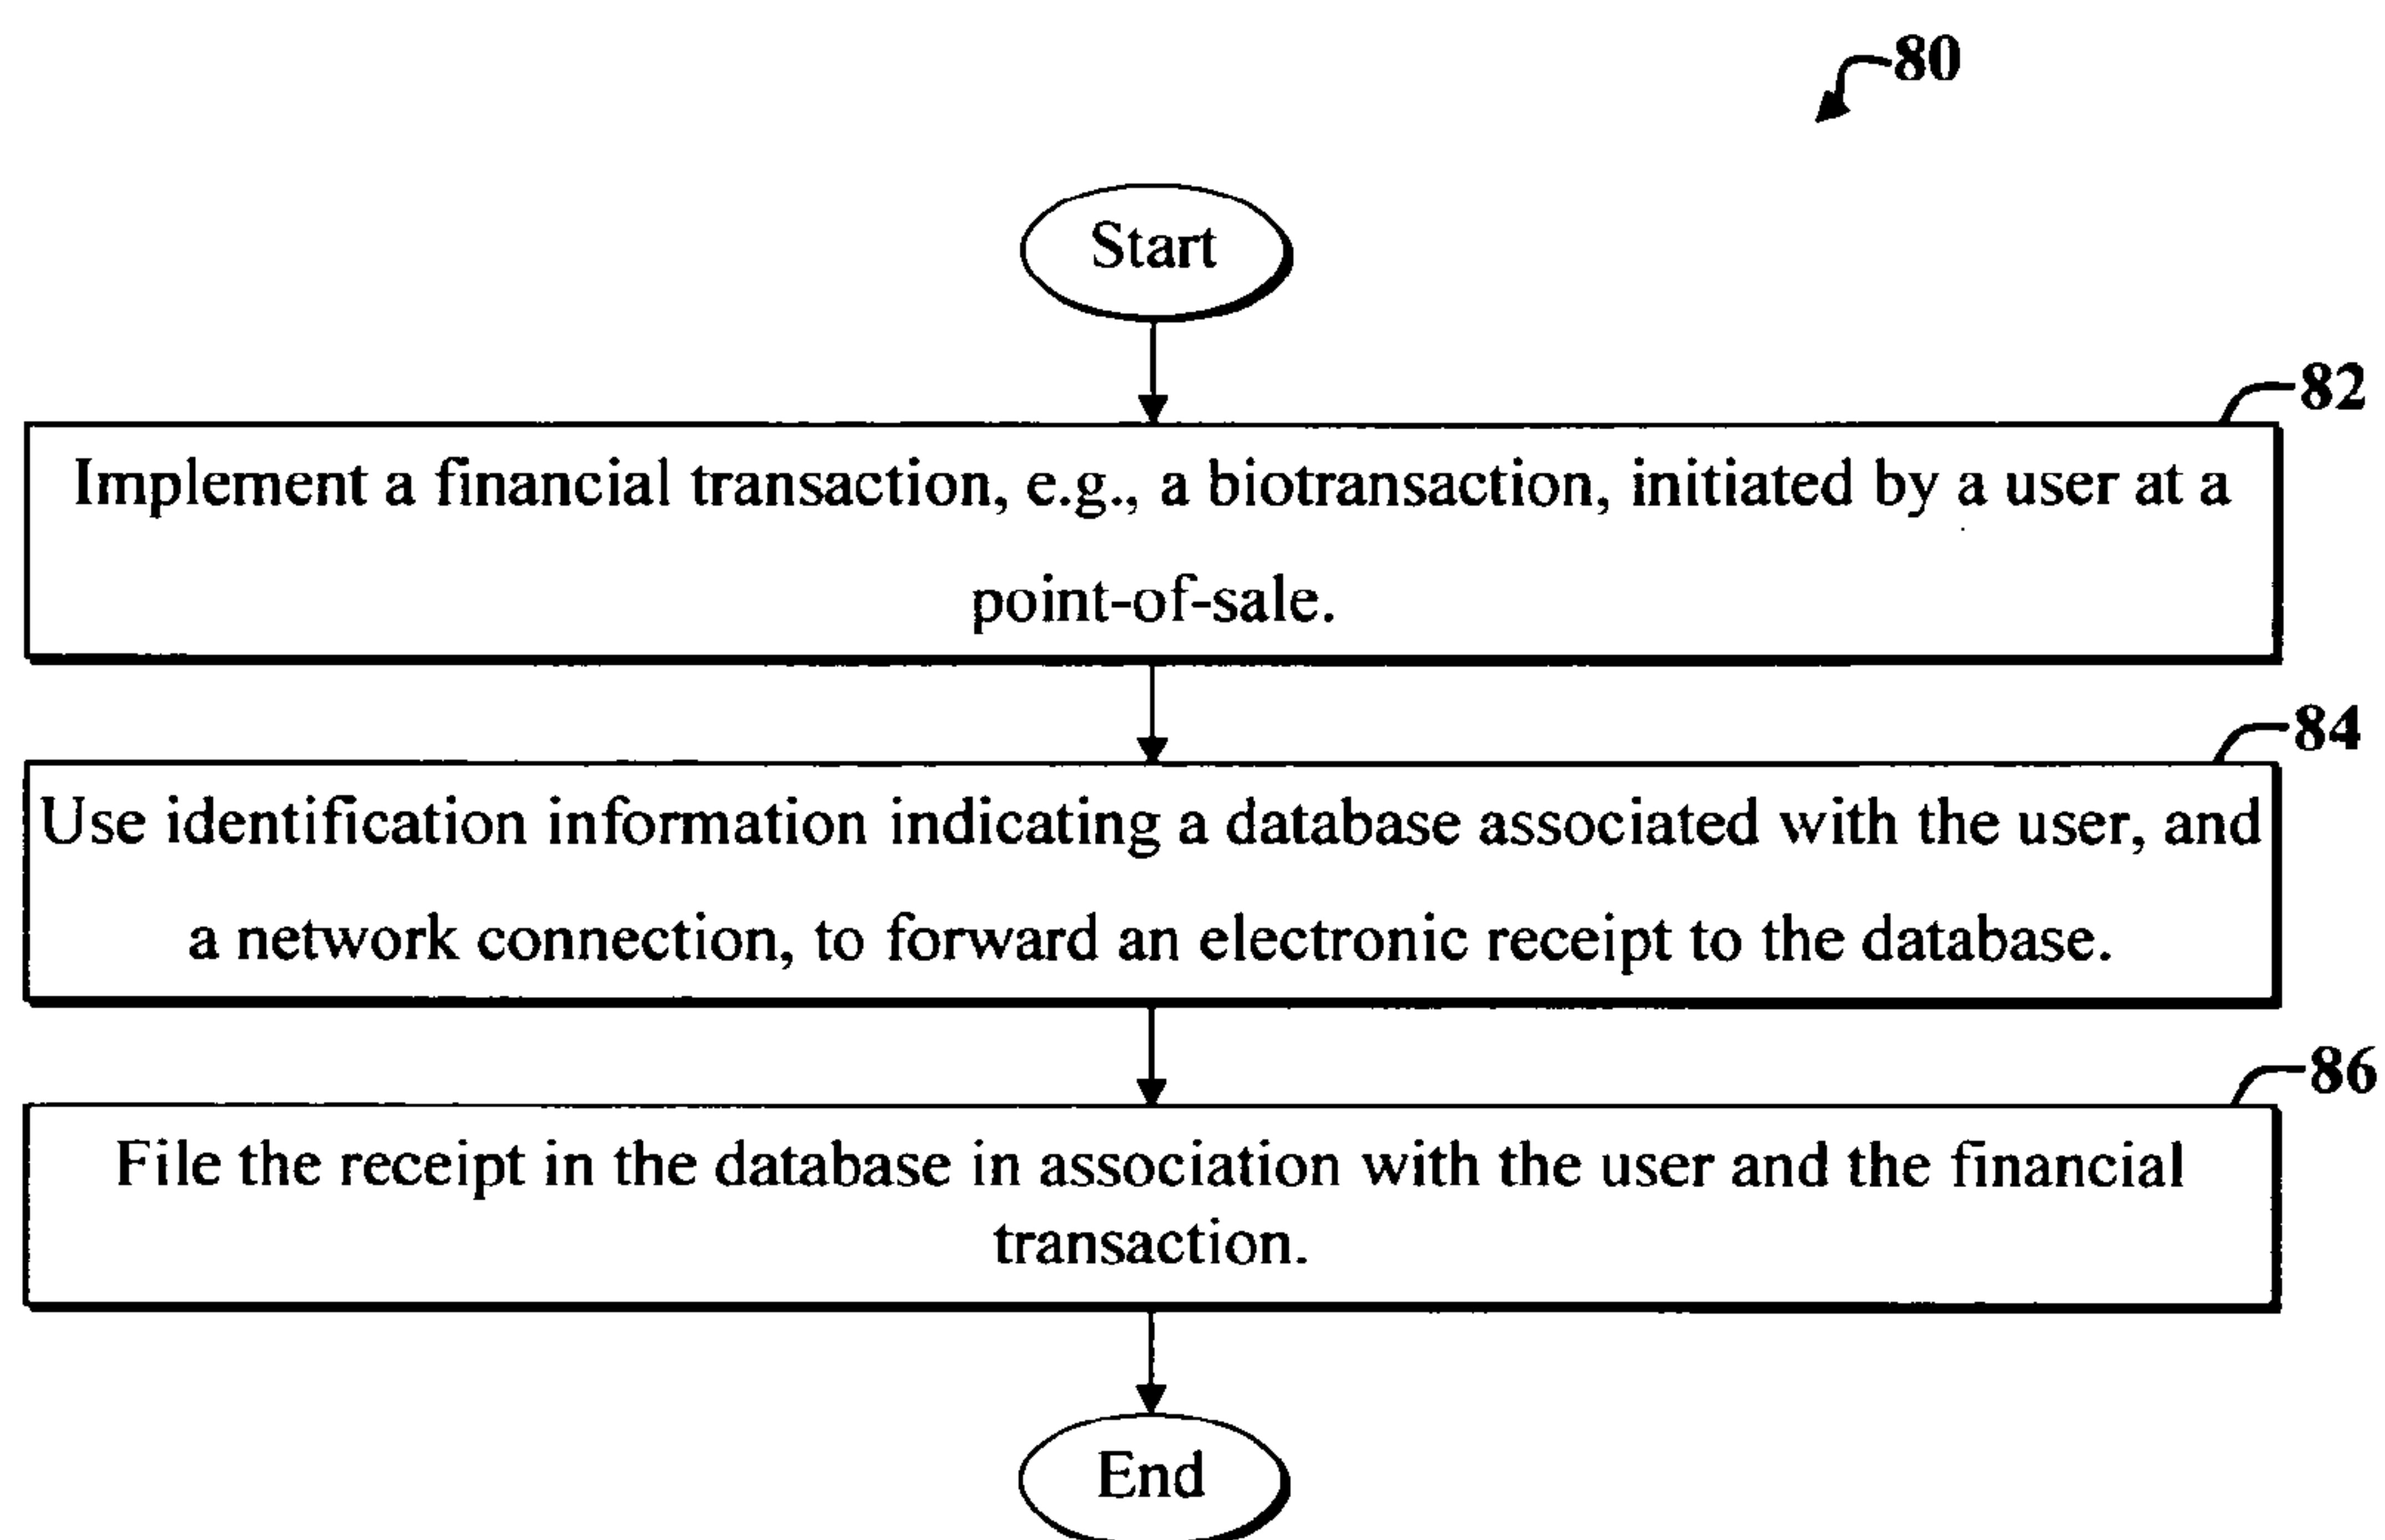 80
Start
82
Implement a financial transaction, e.g., a biotransaction, initiated by a user at a
point-of-sale.
84
Use identification information indicating a database associated with the user, and
a network connection, to forward an electronic receipt to the database.
86
File the receipt in the database in association with the user and the financial
transaction.
End